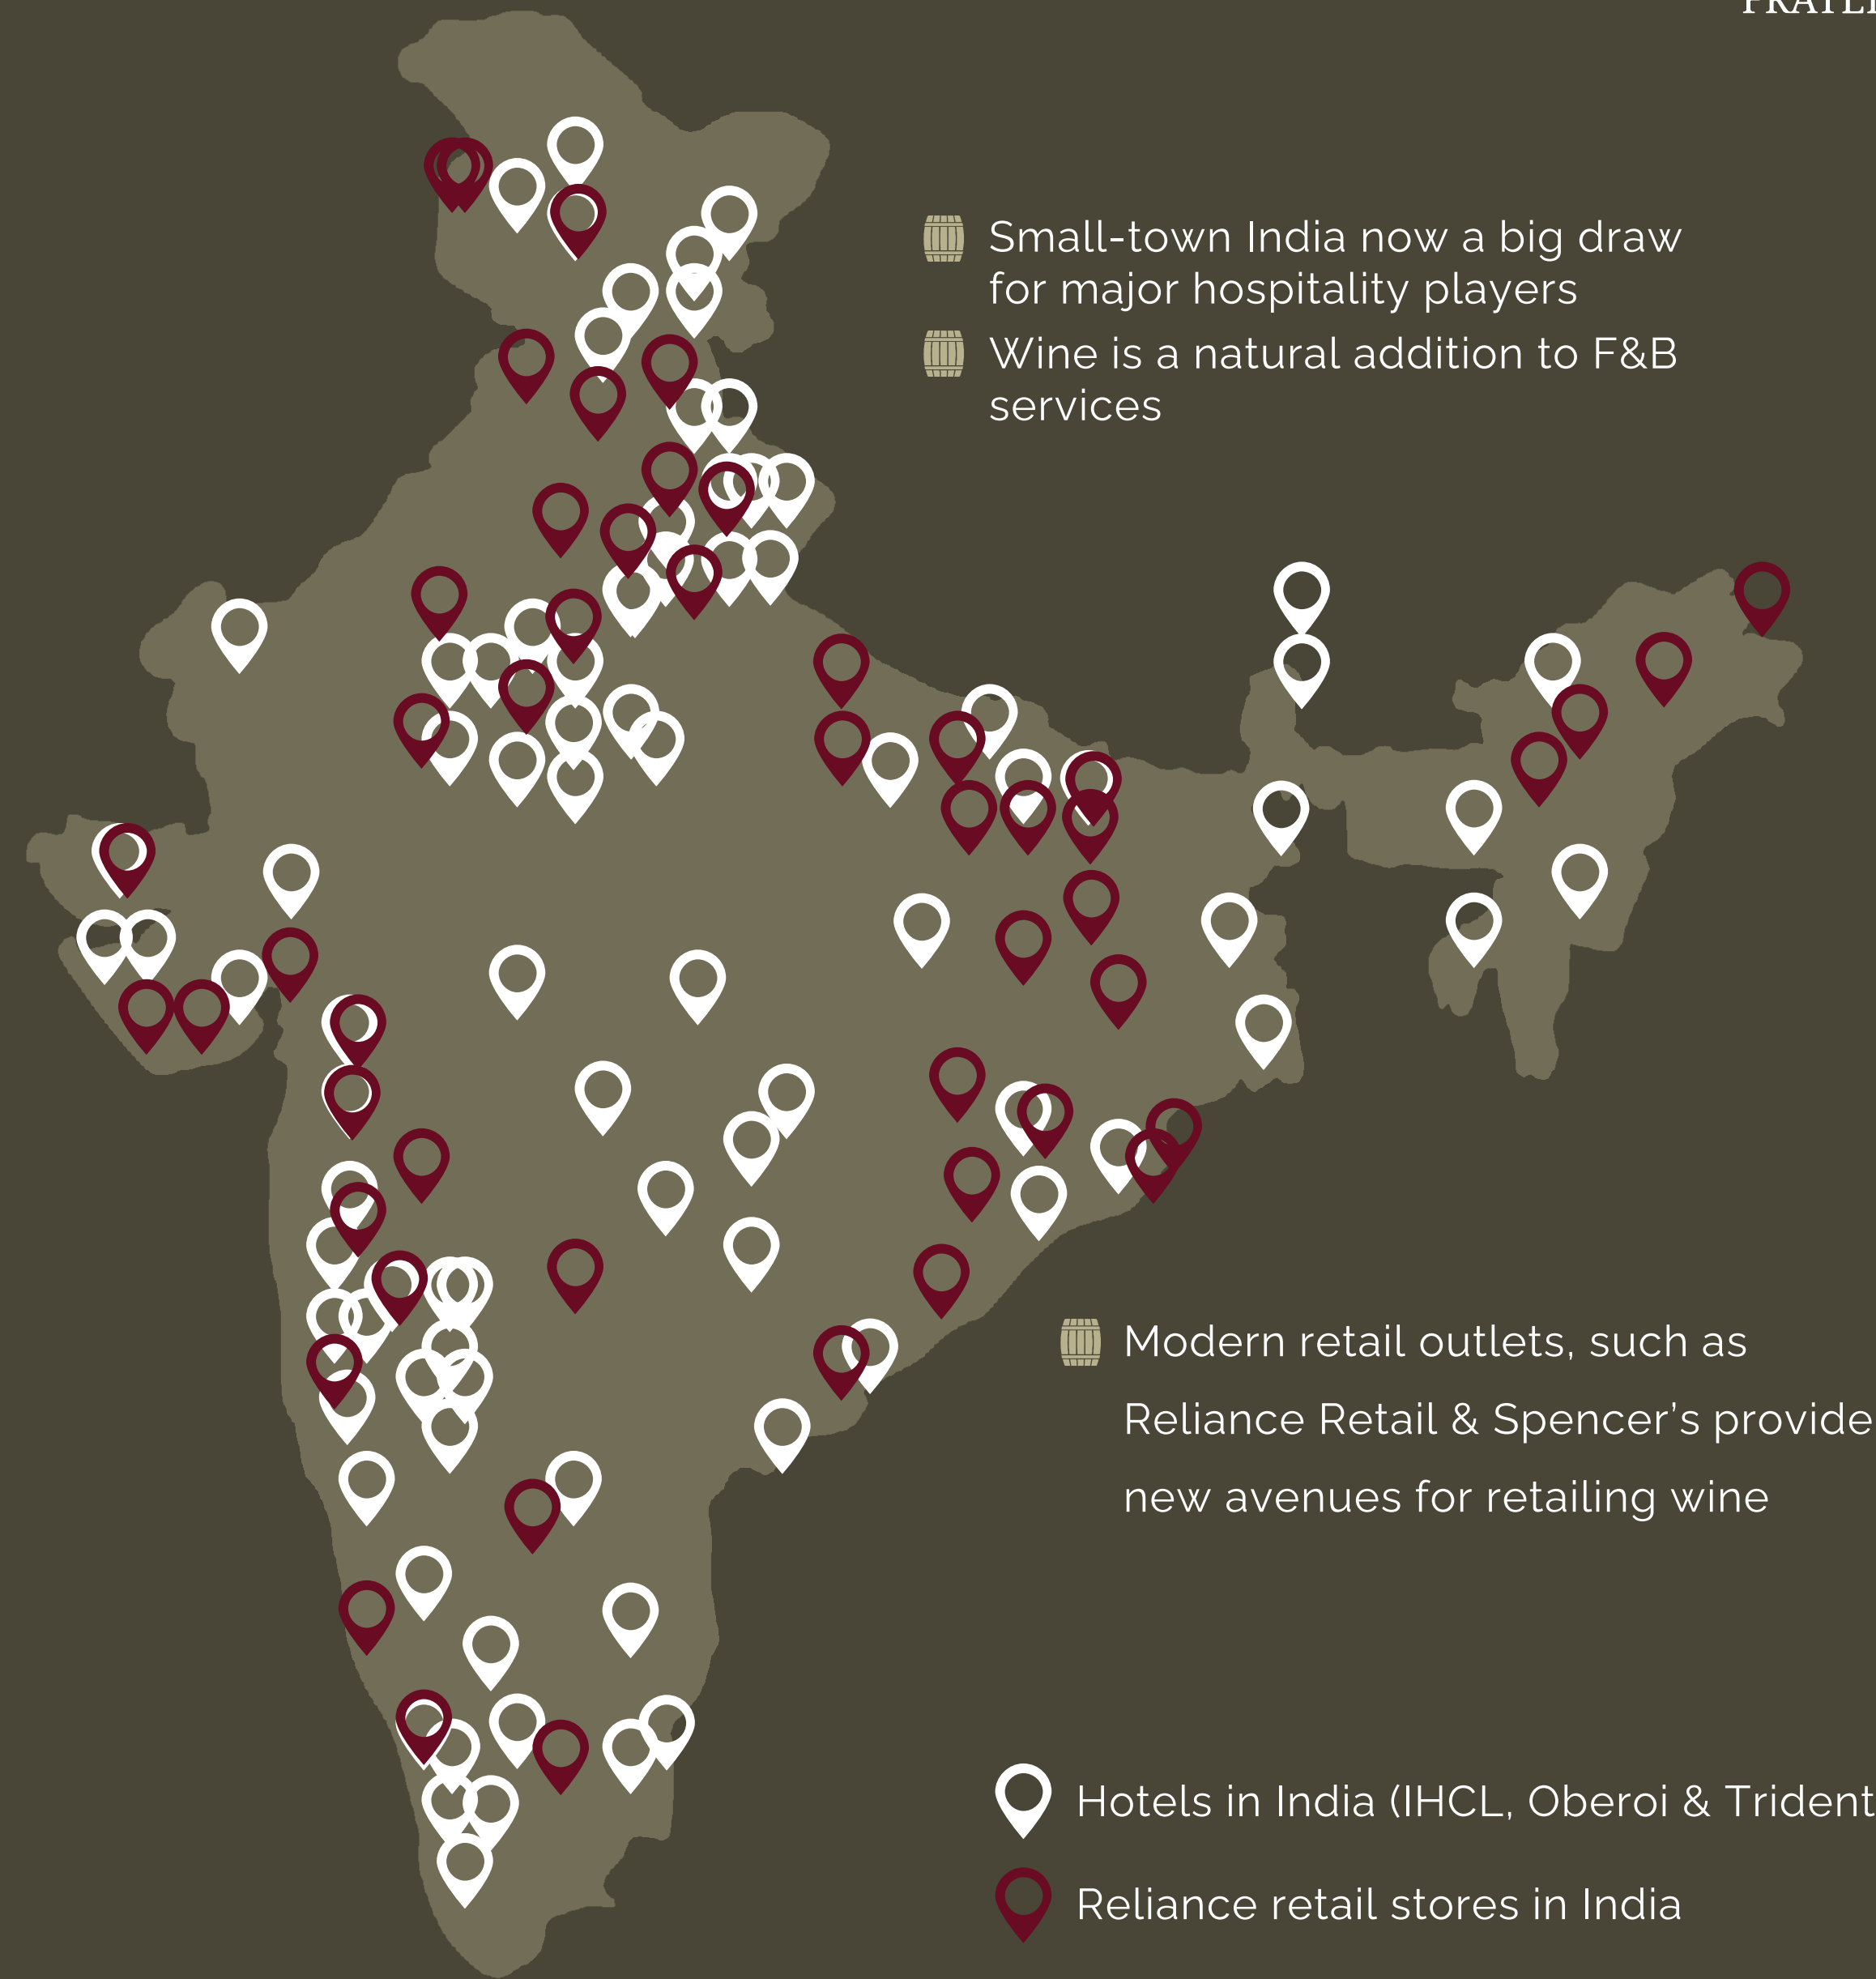 Small-town India now a big draw
for major hospitality players
Wine is a natural addition to F&B
services
Modern retail outlets, such as
Reliance Retail & Spencer’s provide
new avenues for retailing wine
Hotels in India (IHCL, Oberoi & Trident
Reliance retail stores in India